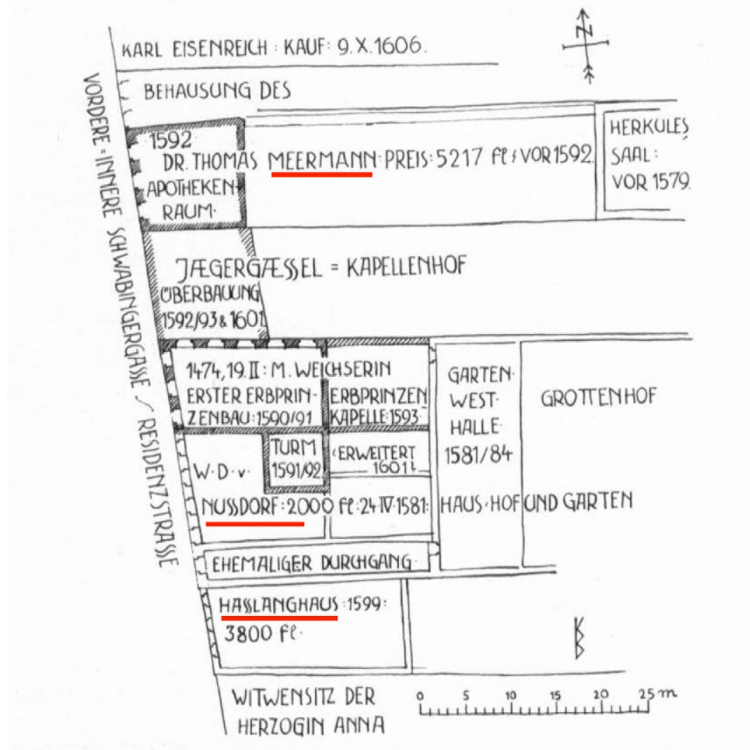 KARL EISENREICH : KAUF : 9.X.1606.
N
BEHAUSUNG DES
1592
DR. THOMAS MEERMANN : PREIS : 5217 fl : VOR 1592.
APOTHEKEN-
RAUM.
HERKULES
SAAL :
VOR 1579.
VORDERE = INNERE SCHWABINGERGASSE / RESIDENZSTRASSE
JÆGERGÆSSEL = KAPELLENHOF
ÜBERBAUUNG
1592/93 & 1601
1474, 19. II : M. WEICHSERIN
ERSTER ERBPRIN-
ZENBAU : 1590/91
ERBPRINZEN
KAPELLE : 1593.
GARTEN-
WEST-
HALLE.
1581/84
GROTTENHOF
TURM
1591/92
ERWEITERT
1601
W. D. v.
NUSSDORF : 2000 fl : 24 IV. 1581 :
HAUS, HOF UND GARTEN
EHEMALIGER DURCHGANG.
HASSLANGHAUS : 1599 :
3800 fl.
WITWENSITZ DER
HERZOGIN ANNA
0 5 10 15 20 25 m